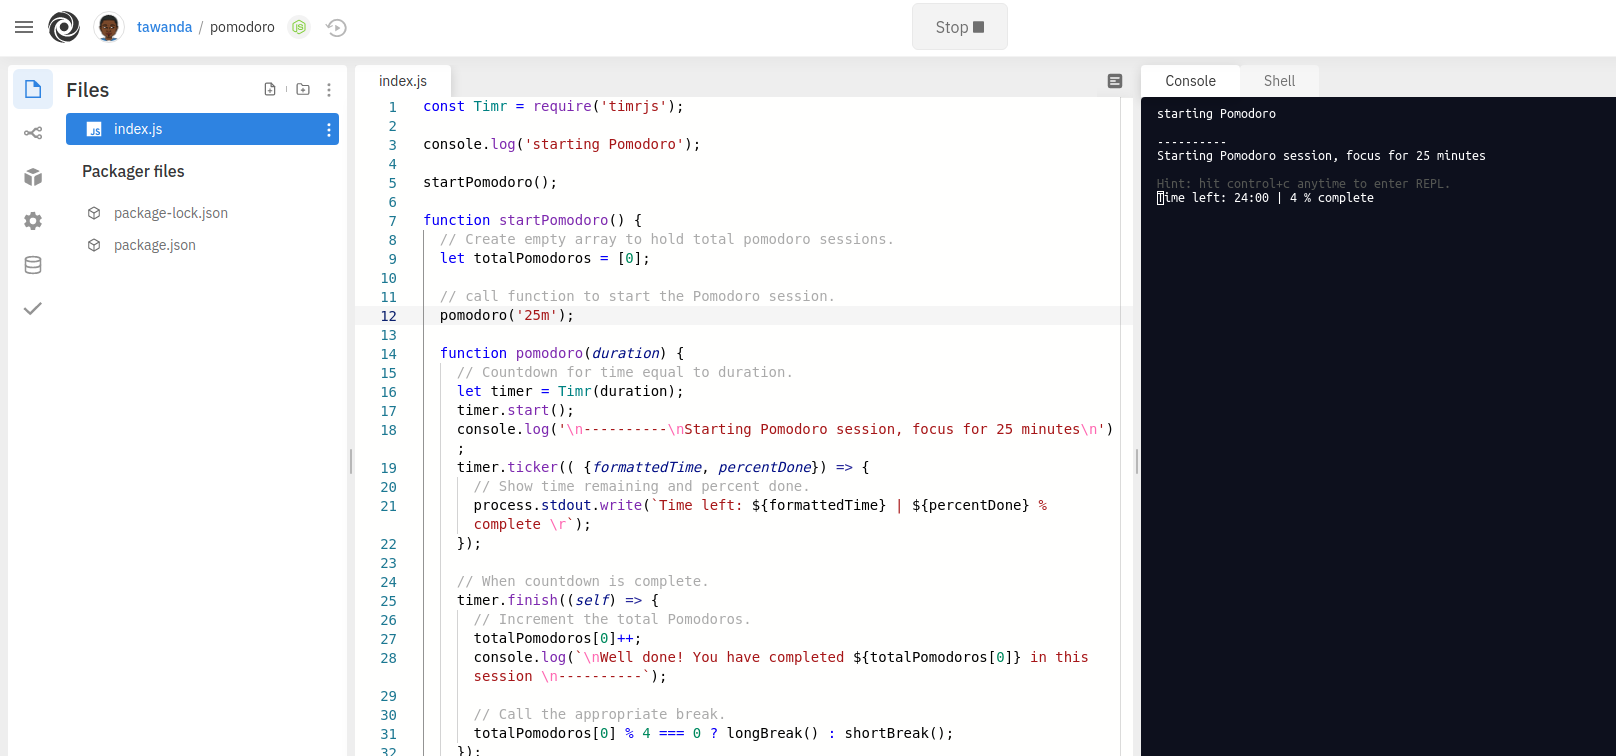 tawanda / pomodoro
Stop
Files
JS index.js
Packager files
package-lock.json
package.json
index.js
1 const Timr = require('timrjs');
2
3 console.log('starting Pomodoro');
4
5 startPomodoro();
6
7 function startPomodoro() {
8 // Create empty array to hold total pomodoro sessions.
9 let totalPomodoros = [0];
10
11 // call function to start the Pomodoro session.
12 pomodoro('25m');
13
14 function pomodoro(duration) {
15 // Countdown for time equal to duration.
16 let timer = Timr(duration);
17 timer.start();
18 console.log('\n----------\nStarting Pomodoro session, focus for 25 minutes\n')
;
19 timer.ticker(( {formattedTime, percentDone}) => {
20 // Show time remaining and percent done.
21 process.stdout.write(`Time left: ${formattedTime} | ${percentDone} %
complete \r`);
22 });
23
24 // When countdown is complete.
25 timer.finish((self) => {
26 // Increment the total Pomodoros.
27 totalPomodoros[0]++;
28 console.log(`\nWell done! You have completed ${totalPomodoros[0]} in this
session \n----------`);
29
30 // Call the appropriate break.
31 totalPomodoros[0] % 4 === 0 ? longBreak() : shortBreak();
32 });
Console
Shell
starting Pomodoro
----------
Starting Pomodoro session, focus for 25 minutes
Hint: hit control+c anytime to enter REPL.
Time left: 24:00 | 4 % complete